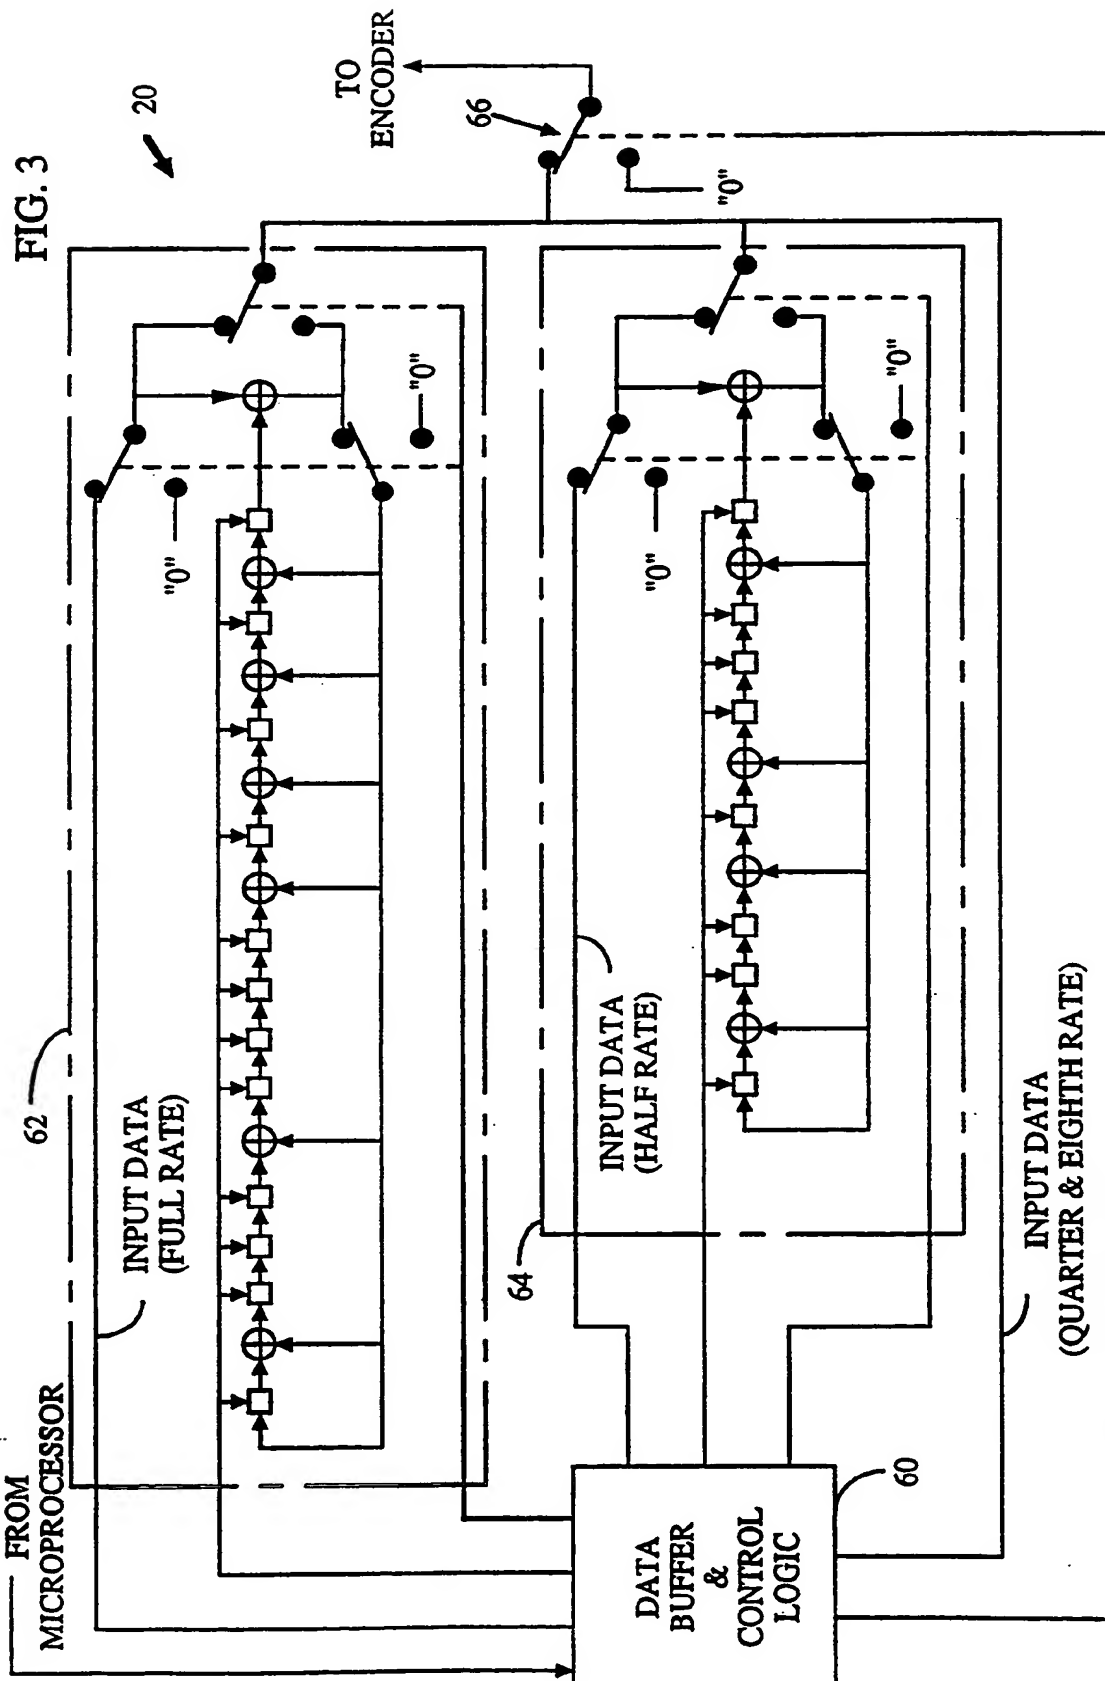 FIG. 3
20
62
FROM
MICROPROCESSOR
INPUT DATA
(FULL RATE)
"0"
"0"
TO
ENCODER
66
"0"
64
INPUT DATA
(HALF RATE)
"0"
"0"
DATA
BUFFER
&
CONTROL
LOGIC
60
INPUT DATA
(QUARTER & EIGHTH RATE)